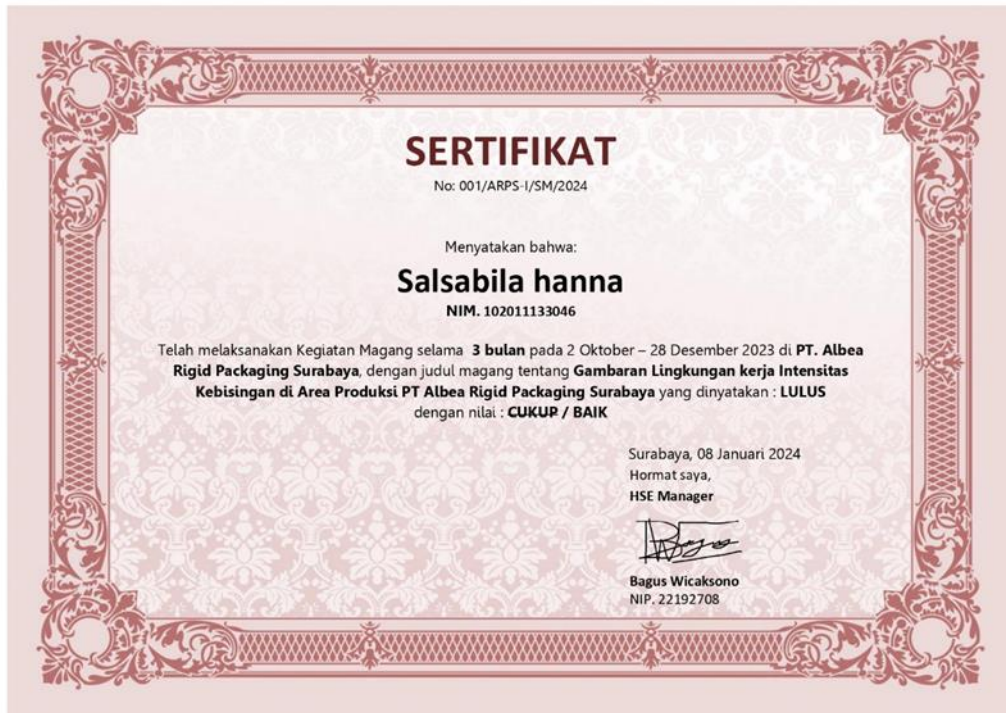 SERTIFIKAT
No: 001/ARPS-I/SM/2024
Menyatakan bahwa:
Salsabila hanna
NIM. 102011133046
Telah melaksanakan Kegiatan Magang selama 3 bulan pada 2 Oktober – 28 Desember 2023 di PT. Albea
Rigid Packaging Surabaya, dengan judul magang tentang Gambaran Lingkungan kerja Intensitas
Kebisingan di Area Produksi PT Albea Rigid Packaging Surabaya yang dinyatakan : LULUS
dengan nilai : CUKUP / BAIK
Surabaya, 08 Januari 2024
Hormat saya,
HSE Manager
Bagus Wicaksono
NIP. 22192708